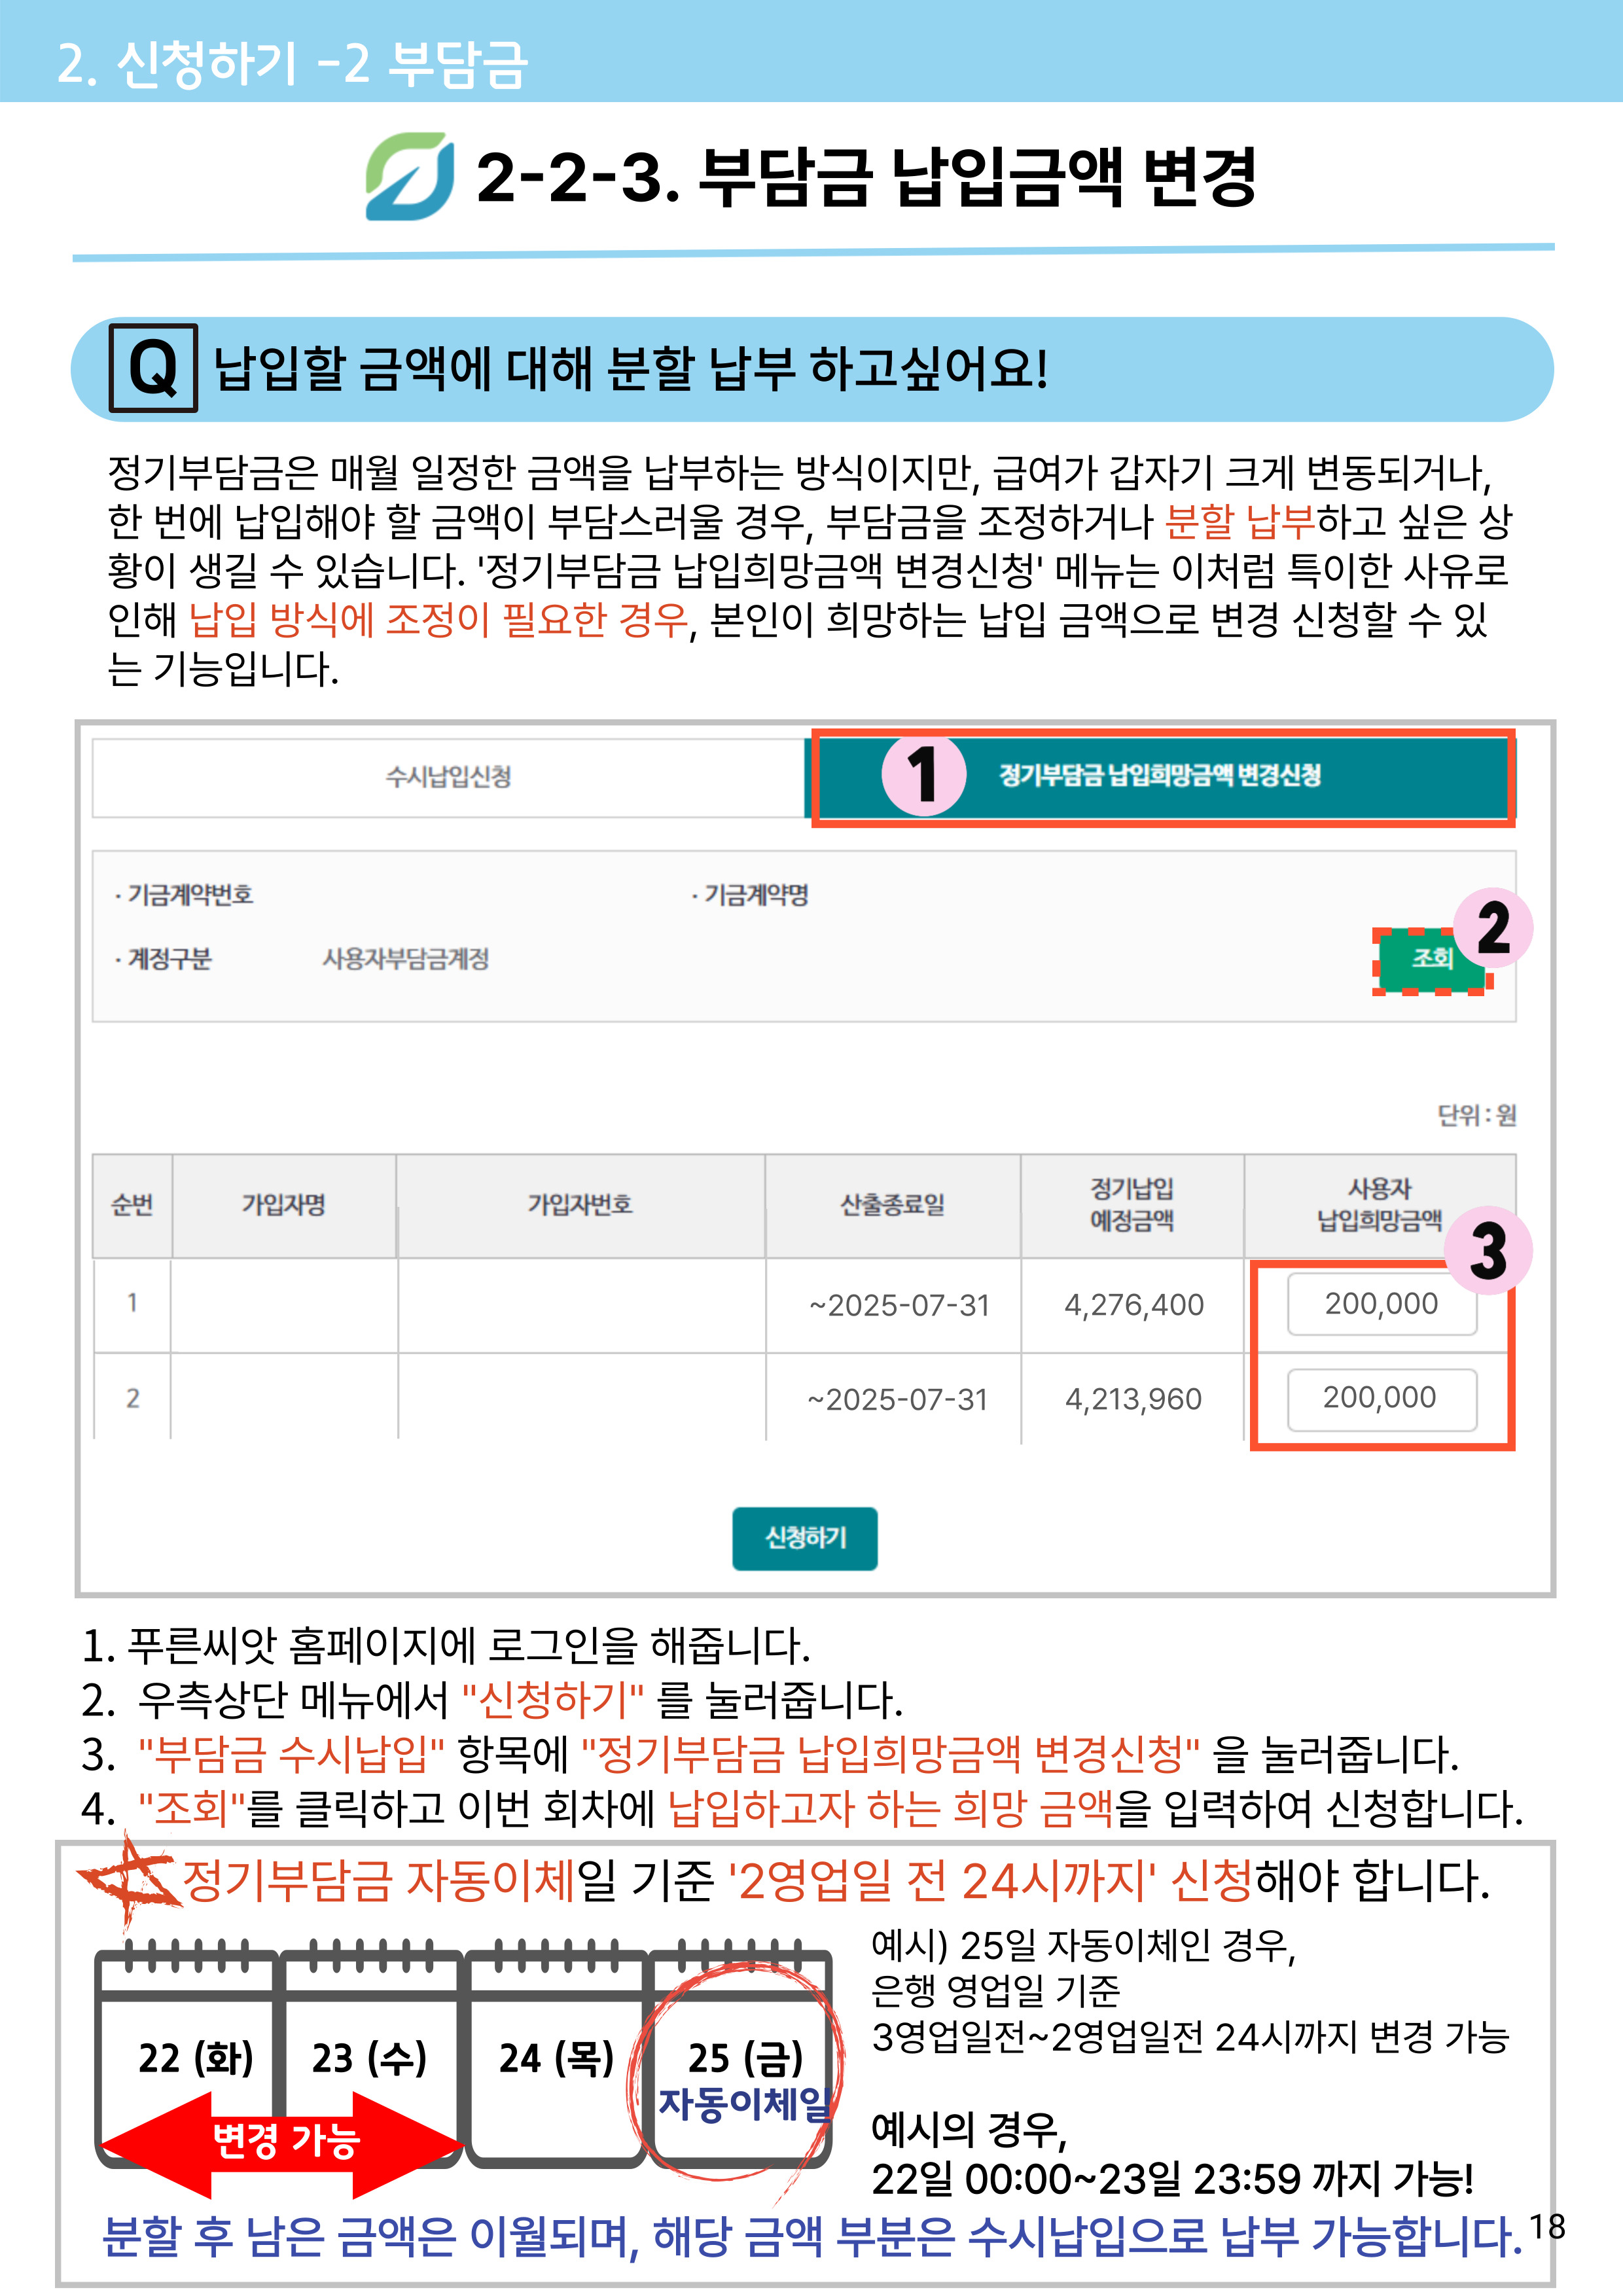 2. 신청하기 -2 부담금
2-2-3. 부담금 납입금액 변경
Q 납입할 금액에 대해 분할 납부 하고싶어요!
정기부담금은 매월 일정한 금액을 납부하는 방식이지만, 급여가 갑자기 크게 변동되거나,
한 번에 납입해야 할 금액이 부담스러울 경우, 부담금을 조정하거나 분할 납부하고 싶은 상
황이 생길 수 있습니다. '정기부담금 납입희망금액 변경신청' 메뉴는 이처럼 특이한 사유로
인해 납입 방식에 조정이 필요한 경우, 본인이 희망하는 납입 금액으로 변경 신청할 수 있
는 기능입니다.
수시납입신청 1 정기부담금 납입희망금액 변경신청
· 기금계약번호 · 기금계약명
2
· 계정구분 사용자부담금계정 조회
단위 : 원
순번 가입자명 가입자번호 산출종료일 정기납입 예정금액 사용자 납입희망금액
3
1 ~2025-07-31 4,276,400 200,000
2 ~2025-07-31 4,213,960 200,000
신청하기
1. 푸른씨앗 홈페이지에 로그인을 해줍니다.
2. 우측상단 메뉴에서 "신청하기" 를 눌러줍니다.
3. "부담금 수시납입" 항목에 "정기부담금 납입희망금액 변경신청" 을 눌러줍니다.
4. "조회"를 클릭하고 이번 회차에 납입하고자 하는 희망 금액을 입력하여 신청합니다.
정기부담금 자동이체일 기준 '2영업일 전 24시까지' 신청해야 합니다.
22 (화) 23 (수) 24 (목) 25 (금)
자동이체일
변경 가능
예시) 25일 자동이체인 경우,
은행 영업일 기준
3영업일전~2영업일전 24시까지 변경 가능
예시의 경우,
22일 00:00~23일 23:59 까지 가능!
분할 후 남은 금액은 이월되며, 해당 금액 부분은 수시납입으로 납부 가능합니다.
18